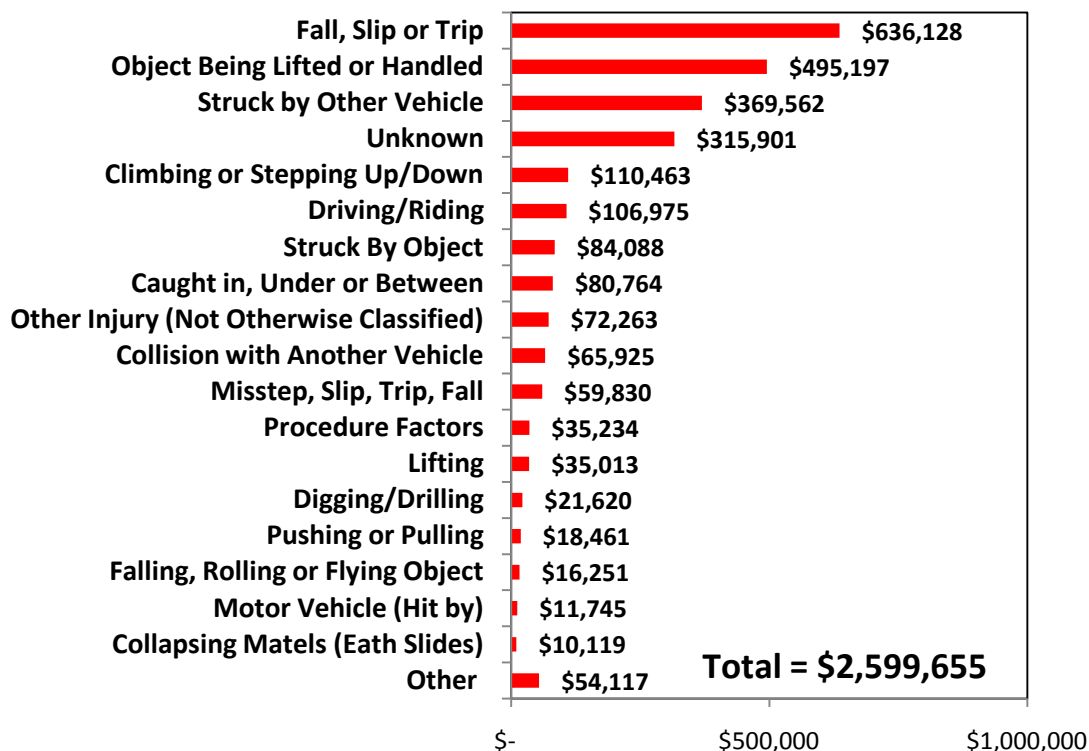 Fall, Slip or Trip $636,128
Object Being Lifted or Handled $495,197
Struck by Other Vehicle $369,562
Unknown $315,901
Climbing or Stepping Up/Down $110,463
Driving/Riding $106,975
Struck By Object $84,088
Caught in, Under or Between $80,764
Other Injury (Not Otherwise Classified) $72,263
Collision with Another Vehicle $65,925
Misstep, Slip, Trip, Fall $59,830
Procedure Factors $35,234
Lifting $35,013
Digging/Drilling $21,620
Pushing or Pulling $18,461
Falling, Rolling or Flying Object $16,251
Motor Vehicle (Hit by) $11,745
Collapsing Matels (Eath Slides) $10,119
Other $54,117 Total = $2,599,655
$- $500,000 $1,000,000